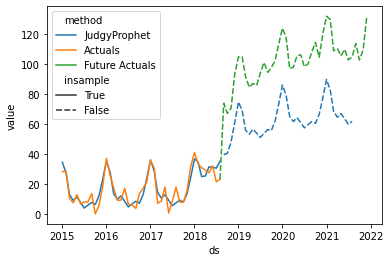 method
JudgyProphet
Actuals
Future Actuals
insample
True
False
value
120
100
80
60
40
20
0
2015 2016 2017 2018 2019 2020 2021 2022
ds